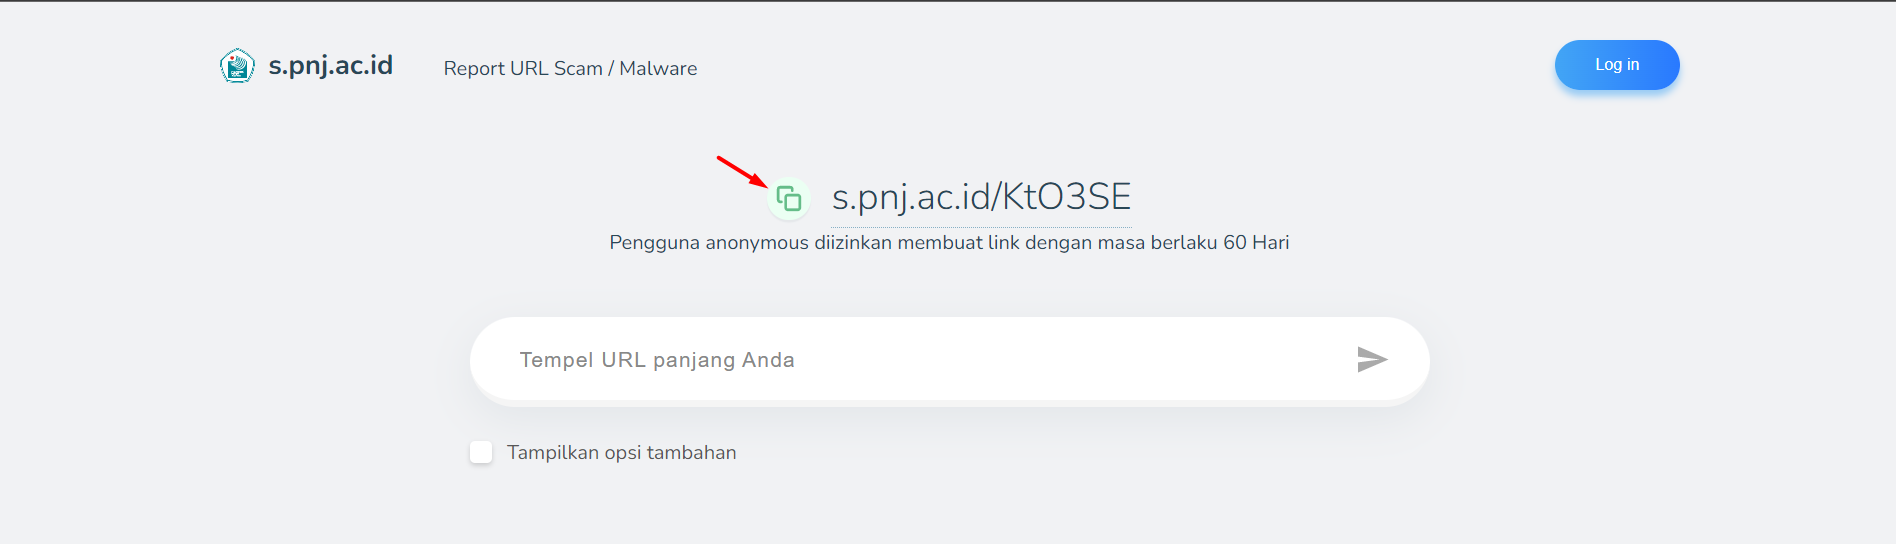 s.pnj.ac.id
Report URL Scam / Malware
Log in
s.pnj.ac.id/KtO3SE
Pengguna anonymous diizinkan membuat link dengan masa berlaku 60 Hari
Tempel URL panjang Anda
Tampilkan opsi tambahan